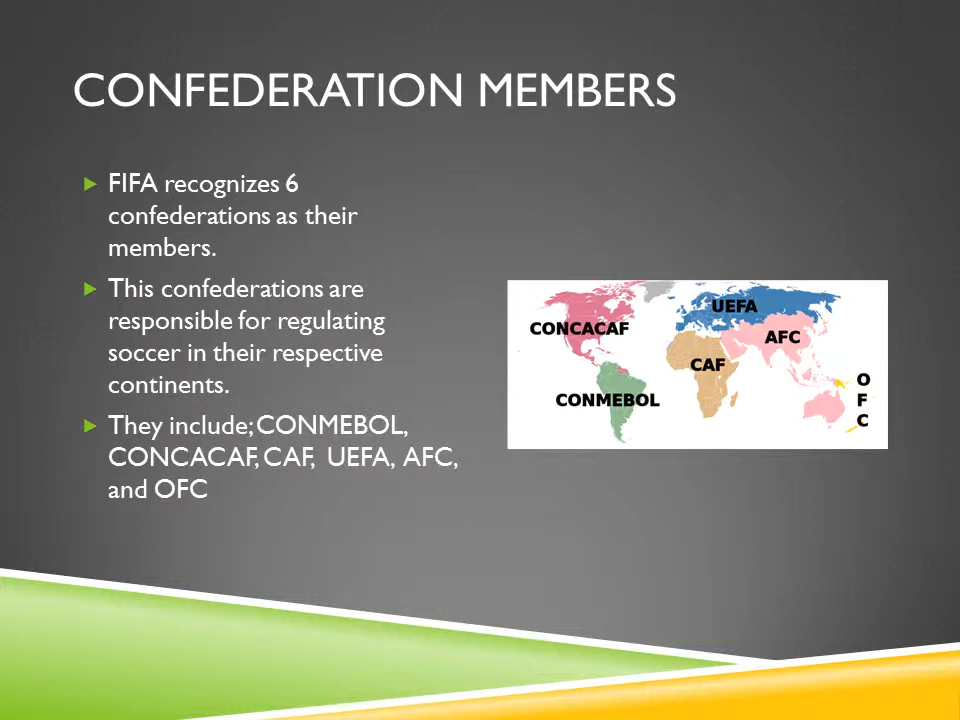 CONFEDERATION MEMBERS
FIFA recognizes 6
confederations as their
members.
This confederations are
responsible for regulating
soccer in their respective
continents.
They include; CONMEBOL,
CONCACAF, CAF, UEFA, AFC,
and OFC
UEFA
CONCACAF
AFC
CAF
CONMEBOL
O
F
C